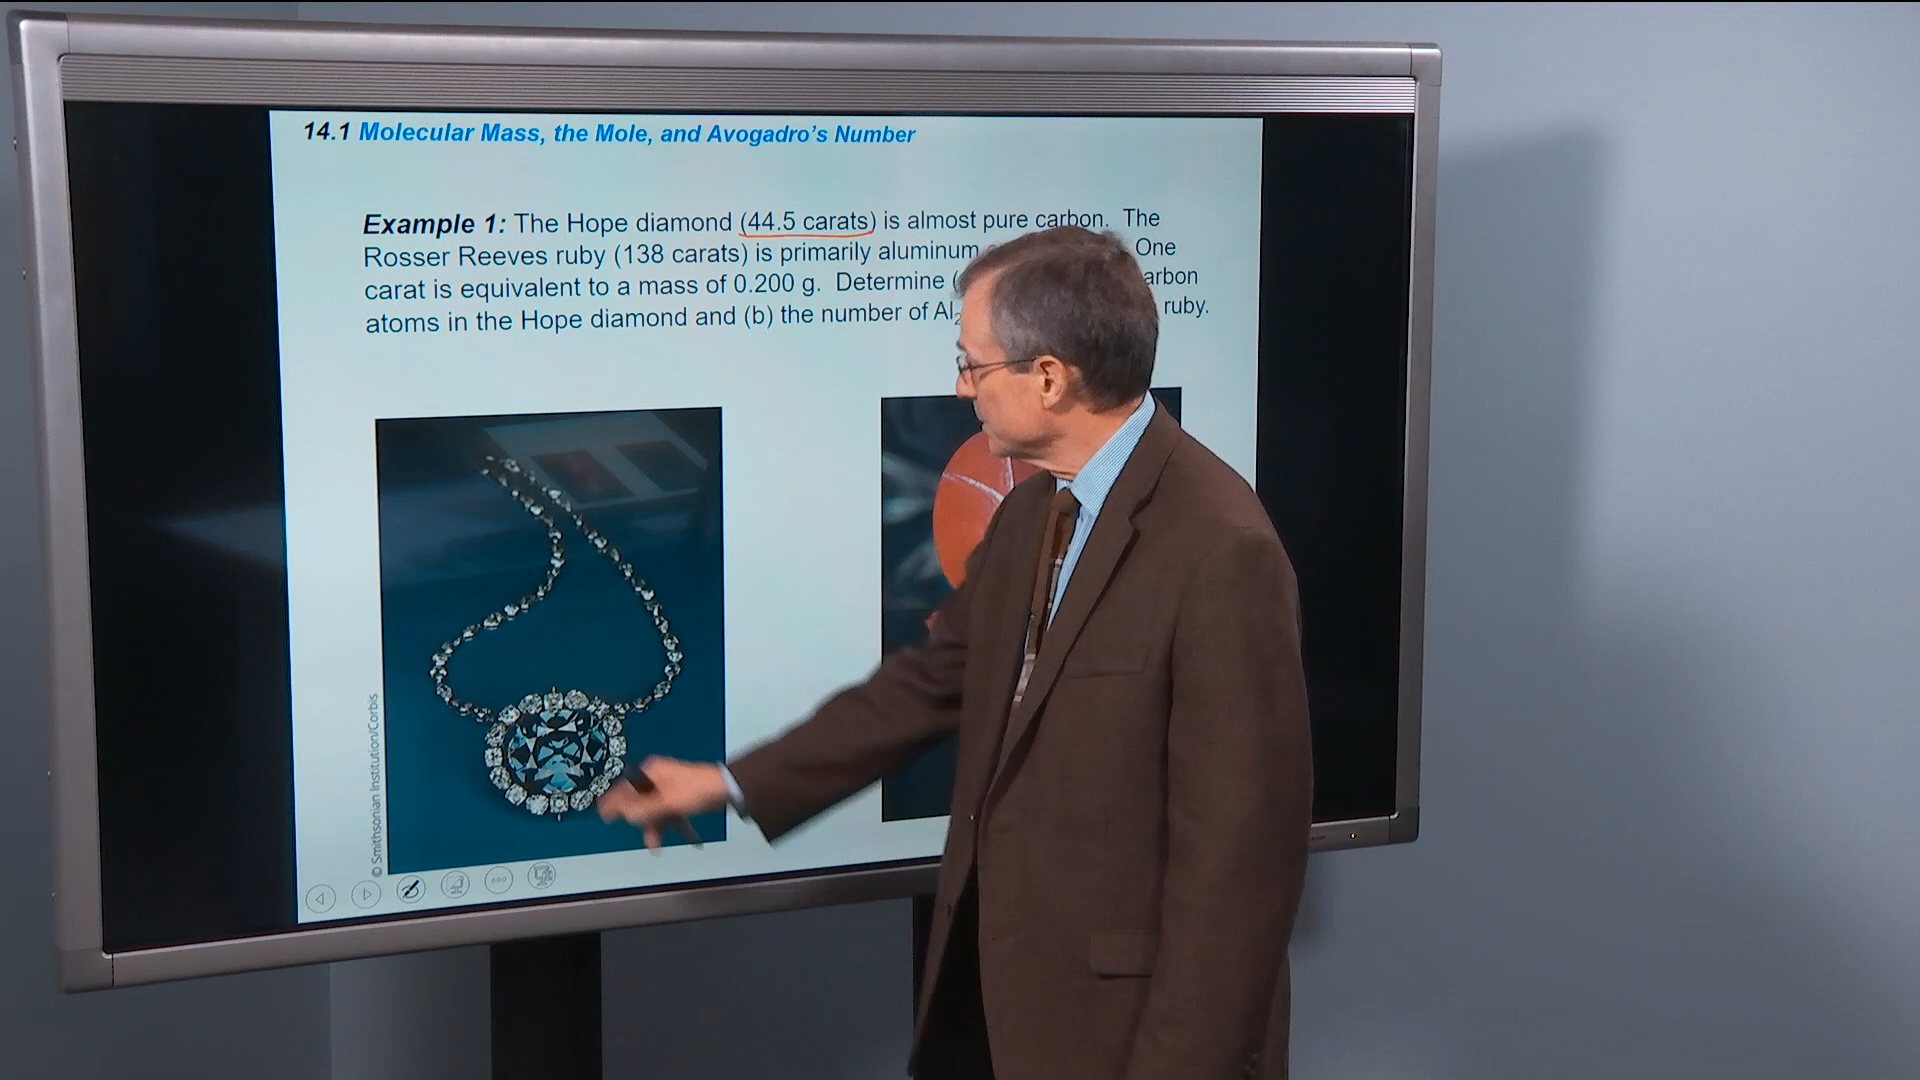 14.1 Molecular Mass, the Mole, and Avogadro's Number
Example 1: The Hope diamond (44.5 carats) is almost pure carbon. The
Rosser Reeves ruby (138 carats) is primarily aluminum One
carat is equivalent to a mass of 0.200 g. Determine ( arbon
atoms in the Hope diamond and (b) the number of Al₂ ruby.
© Smithsonian Institution/Corbis